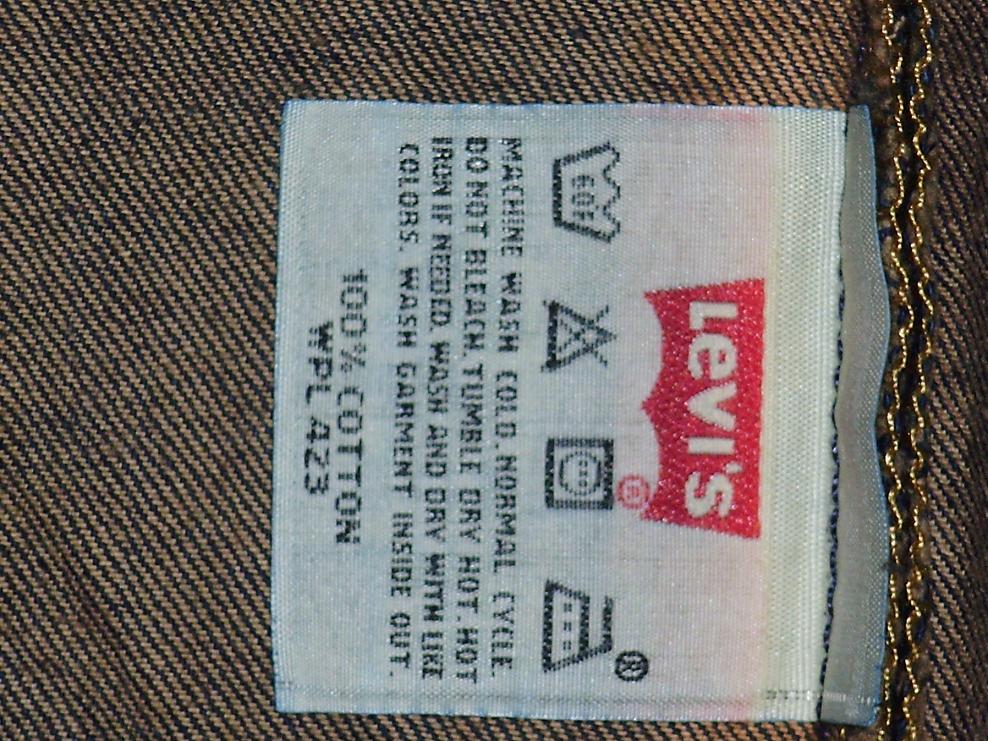 LEVI'S
®
60F
®
MACHINE WASH COLD. NORMAL CYCLE.
DO NOT BLEACH. TUMBLE DRY HOT. HOT
IRON IF NEEDED. WASH AND DRY WITH LIKE
COLORS. WASH GARMENT INSIDE OUT.
100% COTTON
WPL 423